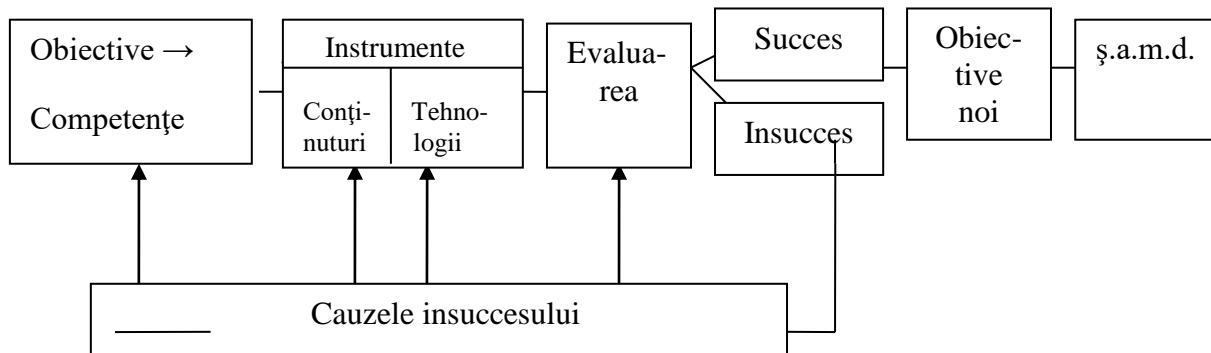 Obiective →
Competenţe
Instrumente
Conţi-
nuturi
Tehno-
logii
Evalua-
rea
Succes
Insucces
Obiec-
tive
noi
ş.a.m.d.
Cauzele insuccesului